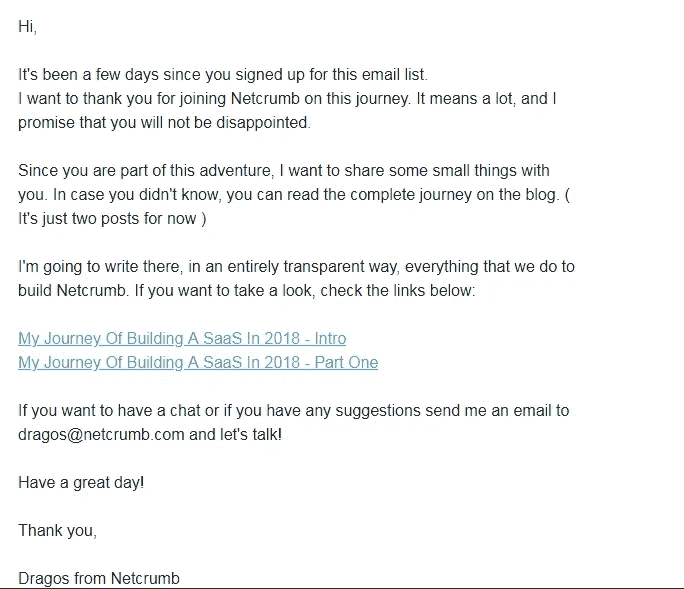 Hi,
It's been a few days since you signed up for this email list.
I want to thank you for joining Netcrumb on this journey. It means a lot, and I
promise that you will not be disappointed.
Since you are part of this adventure, I want to share some small things with
you. In case you didn't know, you can read the complete journey on the blog. (
It's just two posts for now )
I'm going to write there, in an entirely transparent way, everything that we do to
build Netcrumb. If you want to take a look, check the links below:
My Journey Of Building A SaaS In 2018 - Intro
My Journey Of Building A SaaS In 2018 - Part One
If you want to have a chat or if you have any suggestions send me an email to
dragos@netcrumb.com and let's talk!
Have a great day!
Thank you,
Dragos from Netcrumb